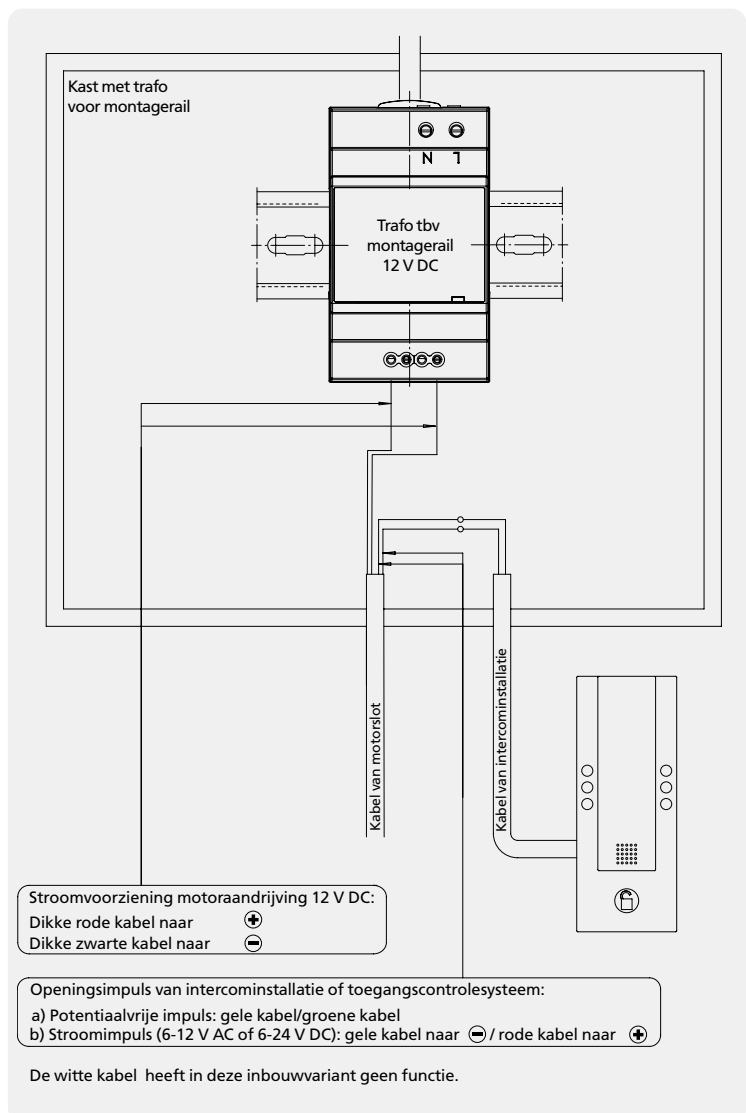 Kast met trafo
voor montagerail
N L
Trafo tbv
montagerail
12 V DC
Kabel van motorslot
Kabel van intercominstallatie
Stroomvoorziening motoraandrijving 12 V DC:
Dikke rode kabel naar +
Dikke zwarte kabel naar −
Openingsimpuls van intercominstallatie of toegangscontrolesysteem:
a) Potentiaalvrije impuls: gele kabel/groene kabel
b) Stroomimpuls (6-12 V AC of 6-24 V DC): gele kabel naar − / rode kabel naar +
De witte kabel heeft in deze inbouwvariant geen functie.